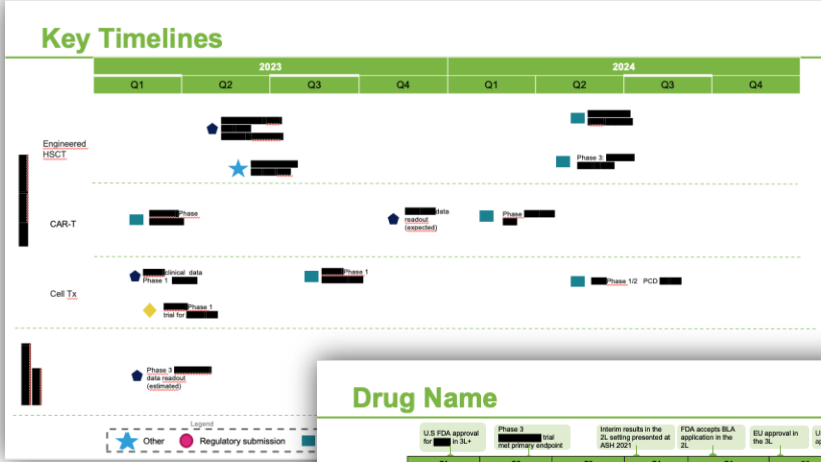 Key Timelines
2023
2024
Q1
Q2
Q3
Q4
Q1
Q2
Q3
Q4
Engineered
HSCT
Phase 3:
CAR-T
Phase
data
readout
(expected)
Phase
Cell Tx
clinical data
Phase 1
Phase 1
Phase 1/2 PCD
Phase 1
trial for
Phase 3
data readout
(estimated)
Legend
Other
Regulatory submission
Drug Name
U.S FDA approval
for in 3L+
Phase 3
trial
met primary endpoint
Interim results in the
2L setting presented at
ASH 2021
FDA accepts BLA
application in the
2L
EU approval in
the 3L